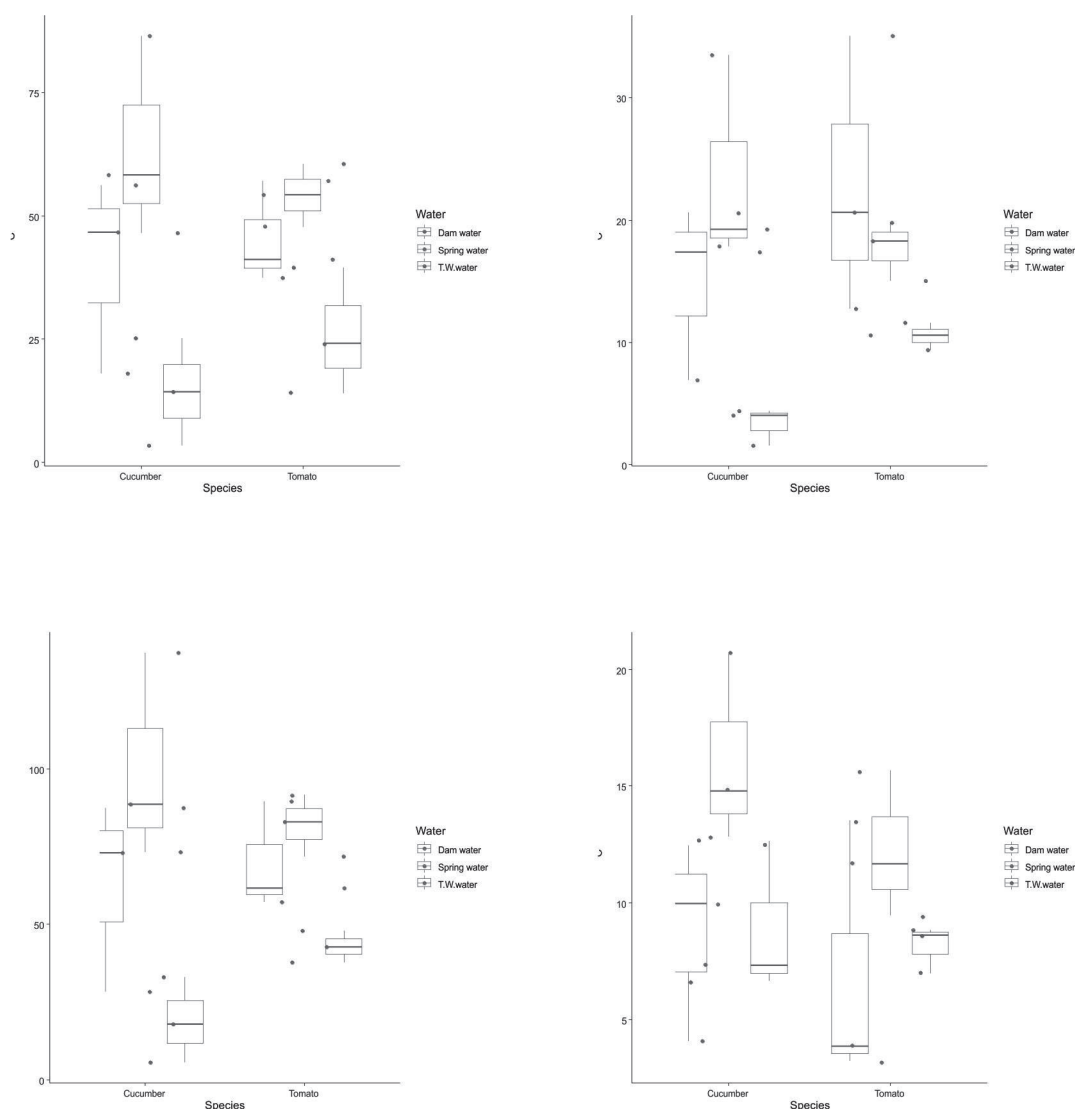 75
50
25
0
Cucumber
Tomato
Species
Water
Dam water
Spring water
T.W.water
30
20
10
0
Cucumber
Tomato
Species
Water
Dam water
Spring water
T.W.water
100
50
0
Cucumber
Tomato
Species
Water
Dam water
Spring water
T.W.water
20
15
10
5
Cucumber
Tomato
Species
Water
Dam water
Spring water
T.W.water